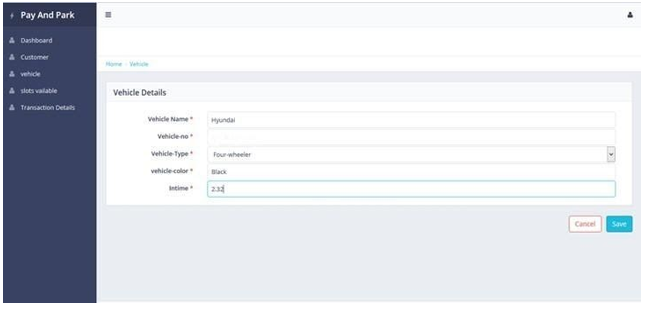 Pay And Park
Dashboard
Customer
vehicle
slots vailable
Transaction Details
Home - Vehicle
Vehicle Details
Vehicle Name * Hyundai
Vehicle-no *
Vehicle-Type * Four-wheeler
vehicle-color * Black
Intime * 2.32
Cancel Save